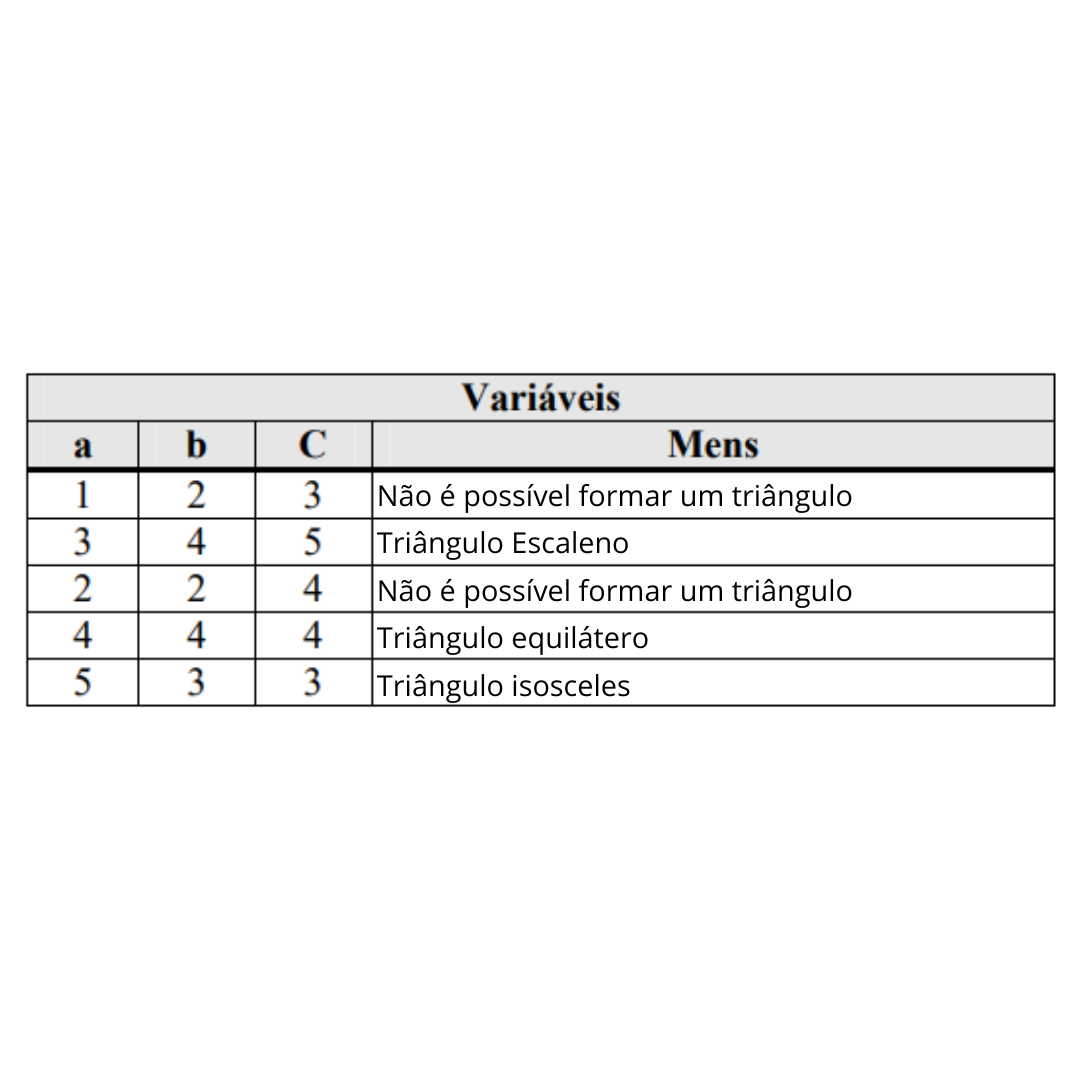 Variáveis
a b C Mens
1 2 3 Não é possível formar um triângulo
3 4 5 Triângulo Escaleno
2 2 4 Não é possível formar um triângulo
4 4 4 Triângulo equilátero
5 3 3 Triângulo isosceles